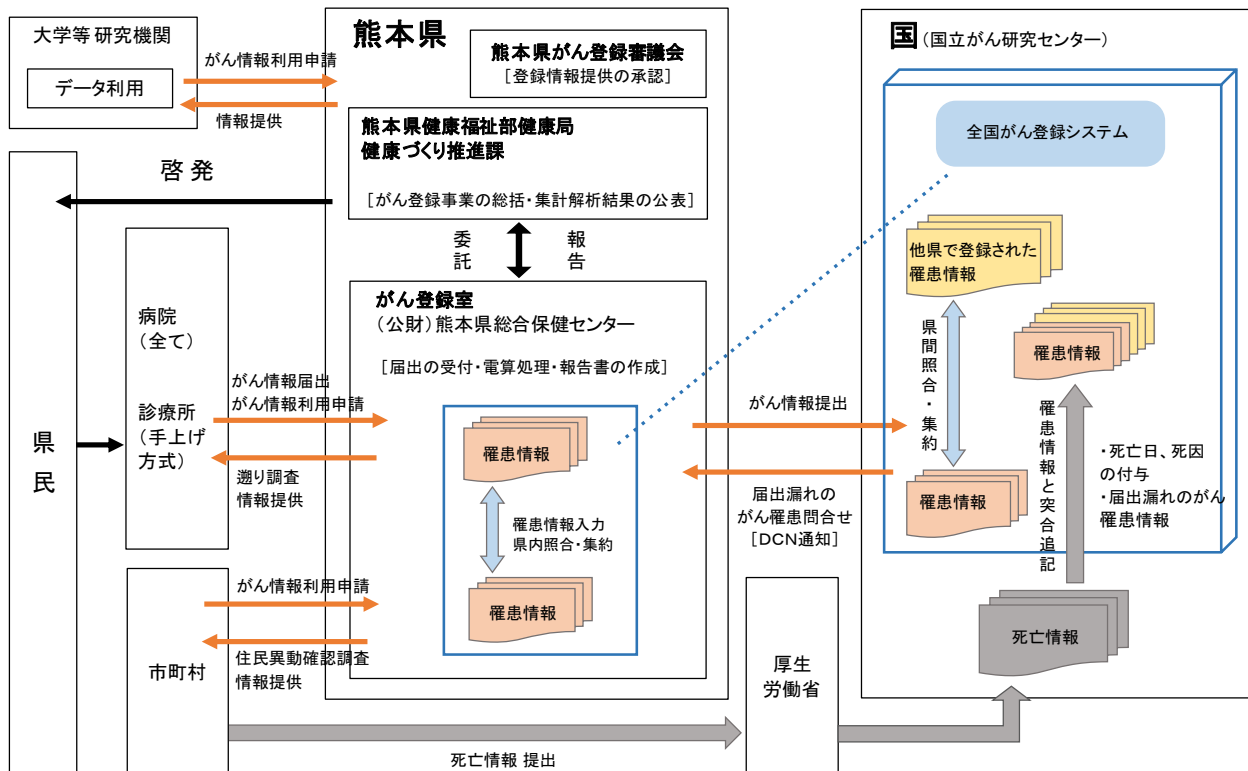 大学等 研究機関
データ利用
がん情報利用申請
情報提供
熊本県
熊本県がん登録審議会
[登録情報提供の承認]
熊本県健康福祉部健康局
健康づくり推進課
[がん登録事業の総括・集計解析結果の公表]
啓 発
委託
報告
県民
病院
(全て)
診療所
(手上げ
方式)
がん情報届出
がん情報利用申請
遡り調査
情報提供
がん登録室
(公財)熊本県総合保健センター
[届出の受付・電算処理・報告書の作成]
罹患情報
罹患情報入力
県内照合・集約
罹患情報
市町村
がん情報利用申請
住民異動確認調査
情報提供
死亡情報 提出
厚生
労働省
がん情報提出
届出漏れの
がん罹患問合せ
[DCN通知]
国(国立がん研究センター)
全国がん登録システム
他県で登録された
罹患情報
県間照合・集約
罹患情報
罹患情報
罹患情報と突合追記
・死亡日、死因
の付与
・届出漏れのがん
罹患情報
死亡情報